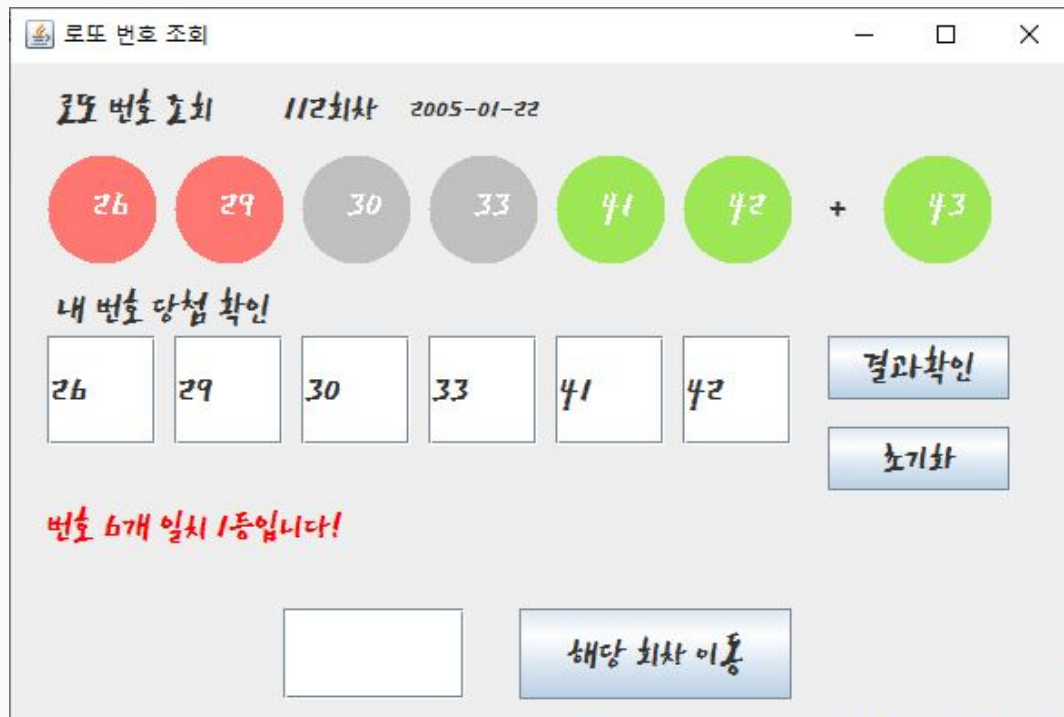 로또 번호 조회
로또 번호 조회 112회차 2005-01-22
26 29 30 33 41 42 + 43
내 번호 당첨 확인
26 29 30 33 41 42 결과확인
초기화
번호 6개 일치 1등입니다!
해당 회차 이동